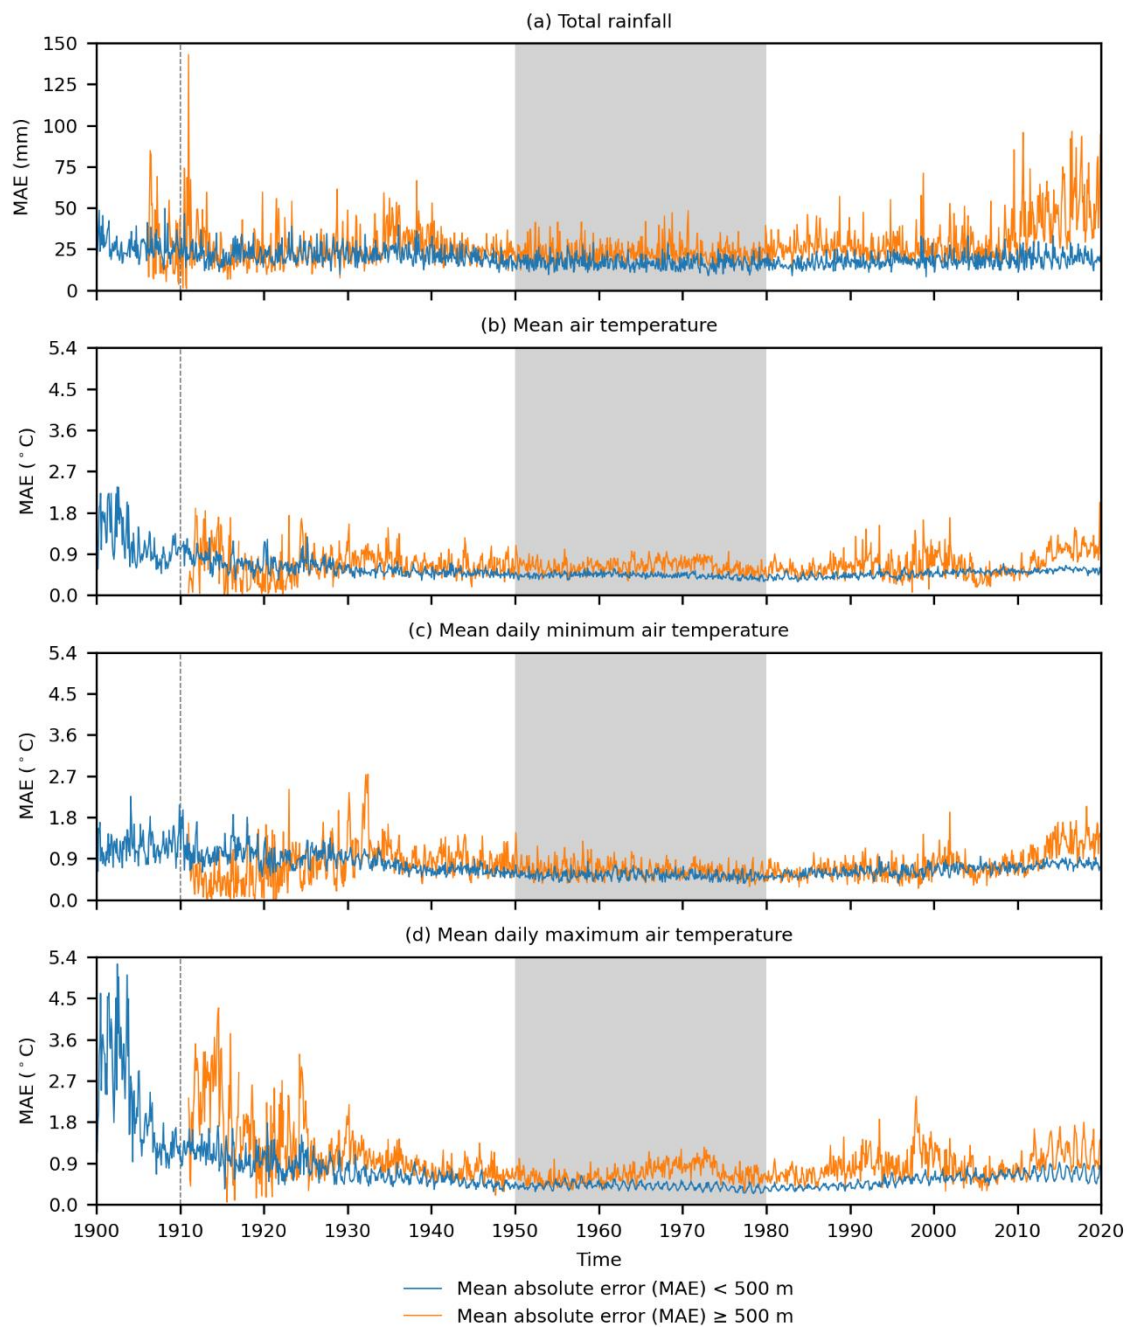 (a) Total rainfall
150
125
100
75
50
25
0
MAE (mm)
(b) Mean air temperature
5.4
4.5
3.6
2.7
1.8
0.9
0.0
MAE (°C)
(c) Mean daily minimum air temperature
5.4
4.5
3.6
2.7
1.8
0.9
0.0
MAE (°C)
(d) Mean daily maximum air temperature
5.4
4.5
3.6
2.7
1.8
0.9
0.0
MAE (°C)
1900 1910 1920 1930 1940 1950 1960 1970 1980 1990 2000 2010 2020
Time
Mean absolute error (MAE) < 500 m
Mean absolute error (MAE) ≥ 500 m